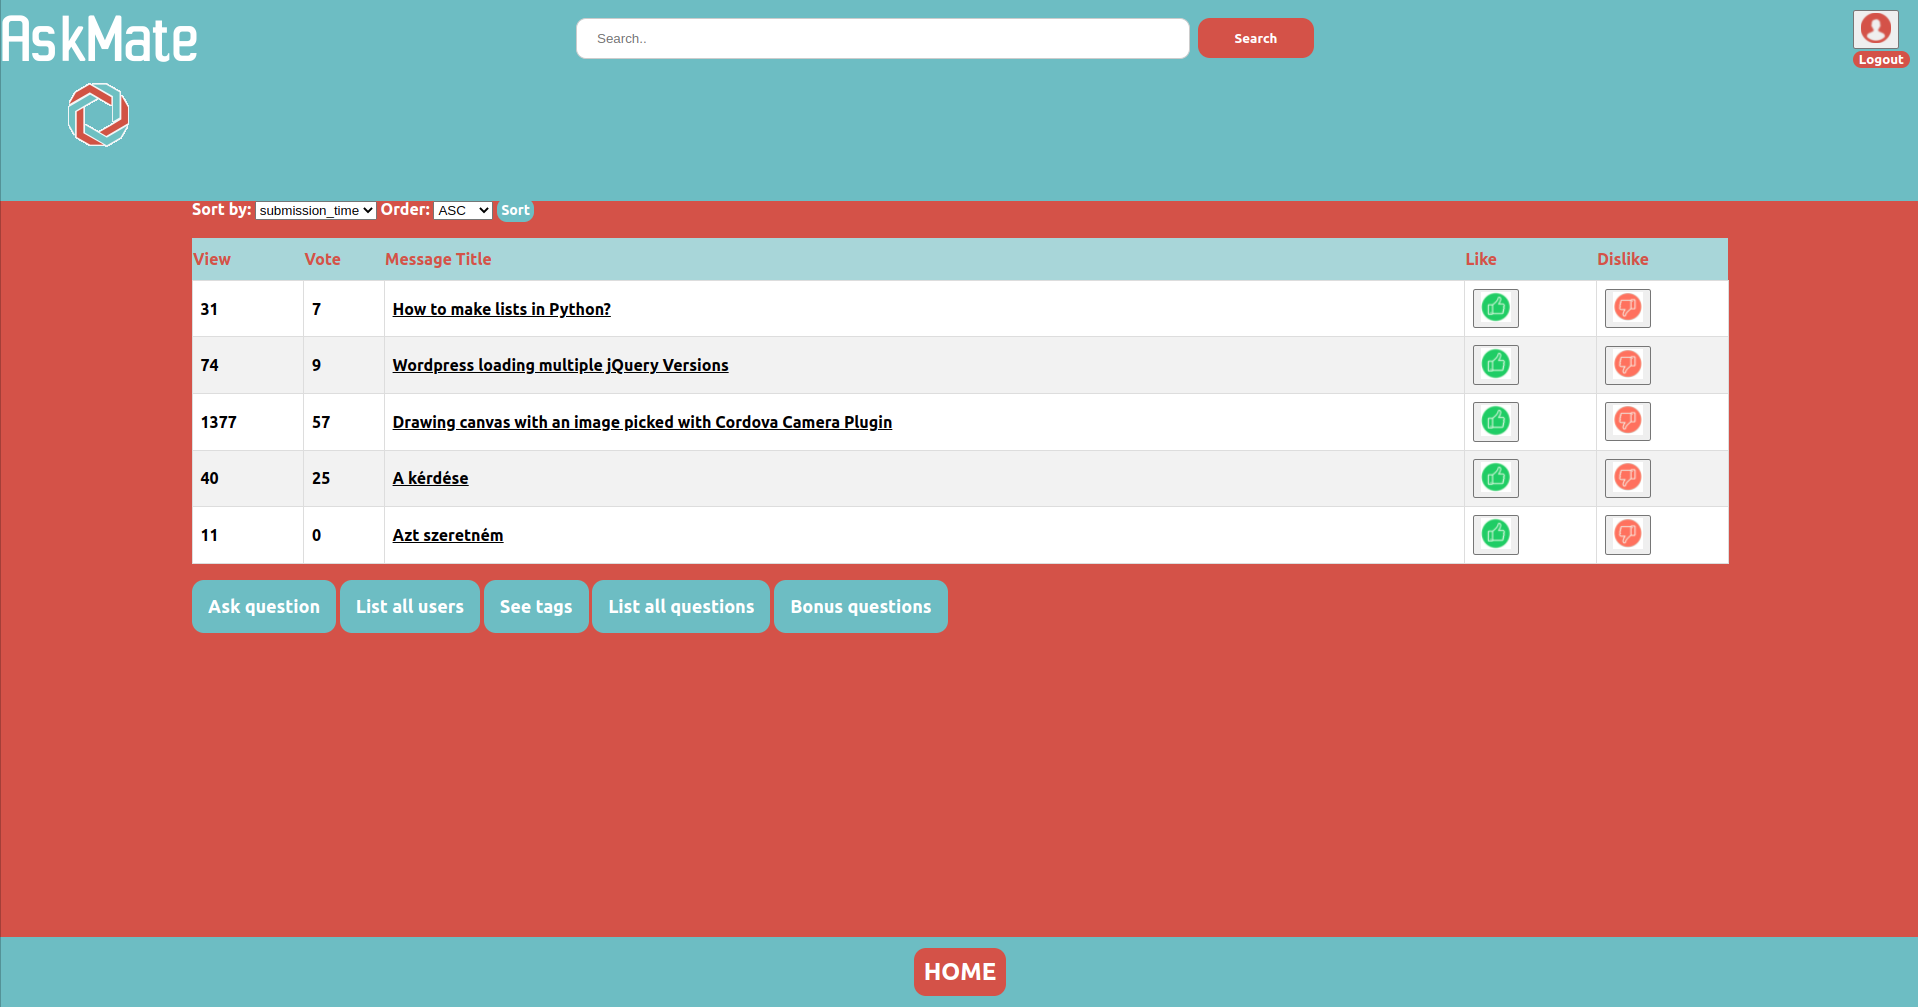 AskMate
Search..
Search
Logout
Sort by: submission_time Order: ASC Sort
View Vote Message Title Like Dislike
31 7 How to make lists in Python?
74 9 Wordpress loading multiple jQuery Versions
1377 57 Drawing canvas with an image picked with Cordova Camera Plugin
40 25 A kérdése
11 0 Azt szeretném
Ask question List all users See tags List all questions Bonus questions
HOME